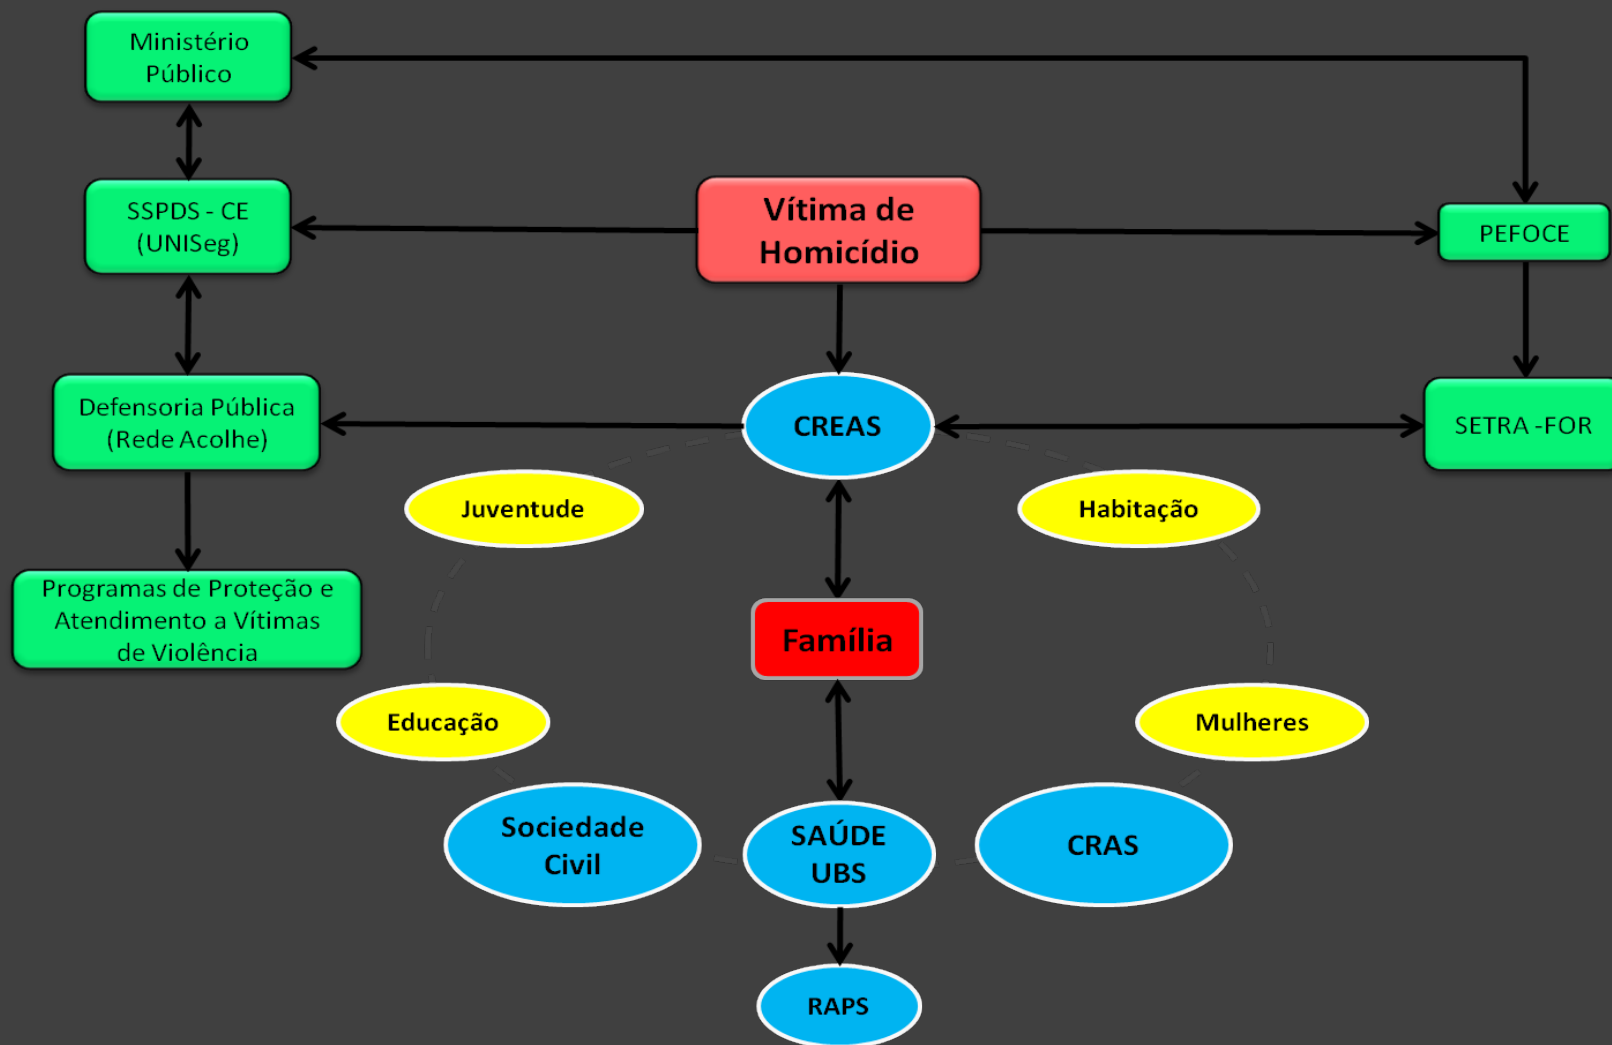 Ministério
Público
SSPDS - CE
(UNISeg)
Vítima de
Homicídio
PEFOCE
Defensoria Pública
(Rede Acolhe)
CREAS
SETRA -FOR
Juventude
Habitação
Programas de Proteção e
Atendimento a Vítimas
de Violência
Família
Educação
Mulheres
Sociedade
Civil
SAÚDE
UBS
CRAS
RAPS